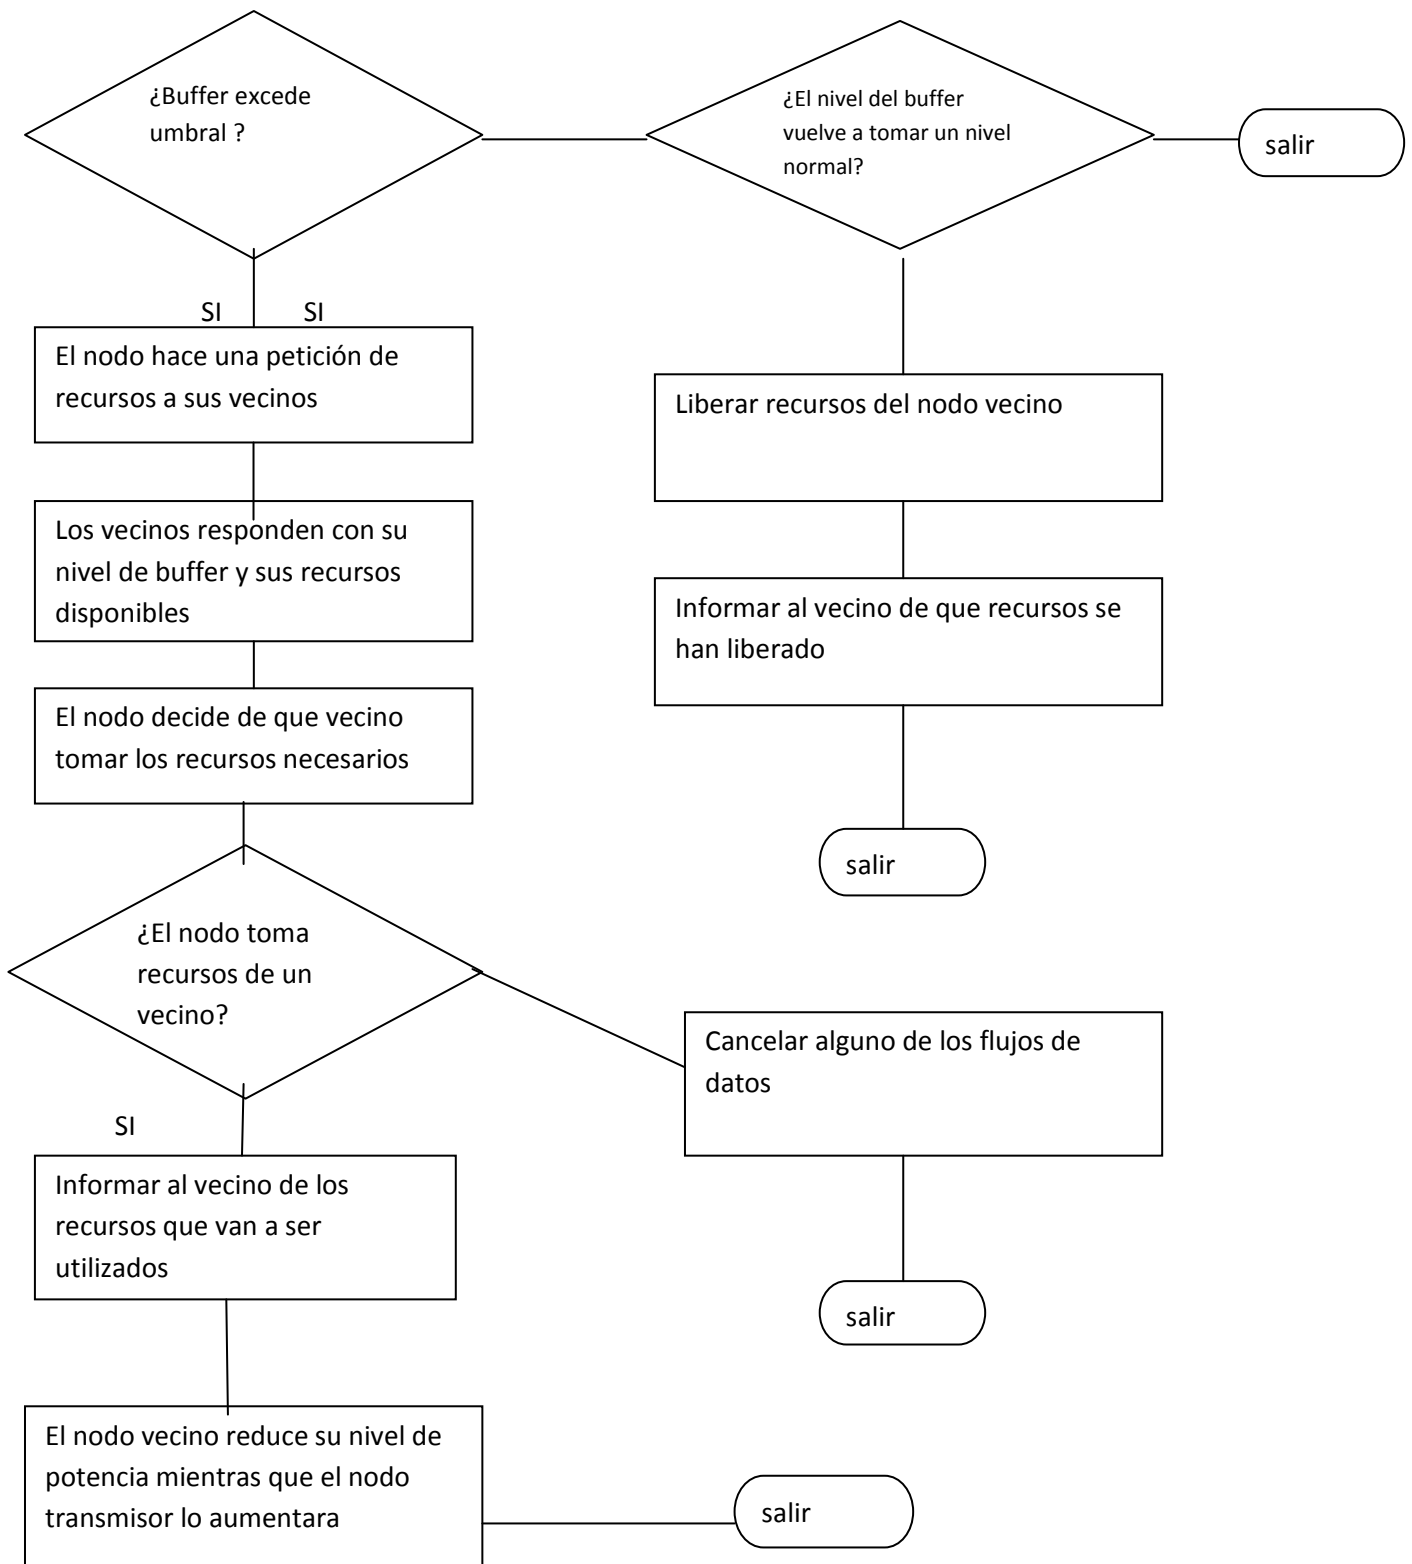 ¿Buffer excede
umbral ?
¿El nivel del buffer
vuelve a tomar un nivel
normal?
salir
SI
SI
El nodo hace una petición de
recursos a sus vecinos
Liberar recursos del nodo vecino
Los vecinos responden con su
nivel de buffer y sus recursos
disponibles
Informar al vecino de que recursos se
han liberado
El nodo decide de que vecino
tomar los recursos necesarios
salir
¿El nodo toma
recursos de un
vecino?
Cancelar alguno de los flujos de
datos
SI
Informar al vecino de los
recursos que van a ser
utilizados
salir
El nodo vecino reduce su nivel de
potencia mientras que el nodo
transmisor lo aumentara
salir